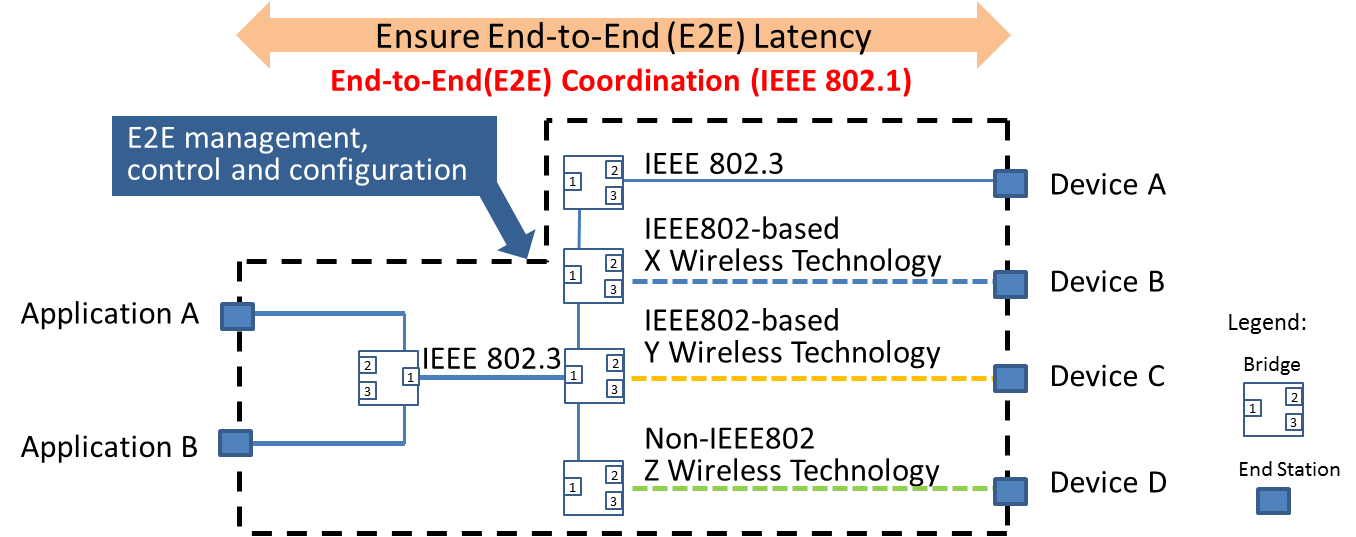 Ensure End-to-End (E2E) Latency
End-to-End(E2E) Coordination (IEEE 802.1)
E2E management,
control and configuration
1
2
3
IEEE 802.3
Device A
1
2
3
IEEE802-based
X Wireless Technology
Device B
Application A
Application B
2
3
1
IEEE 802.3
1
2
3
IEEE802-based
Y Wireless Technology
Device C
1
2
3
Non-IEEE802
Z Wireless Technology
Device D
Legend:
Bridge
1
2
3
End Station